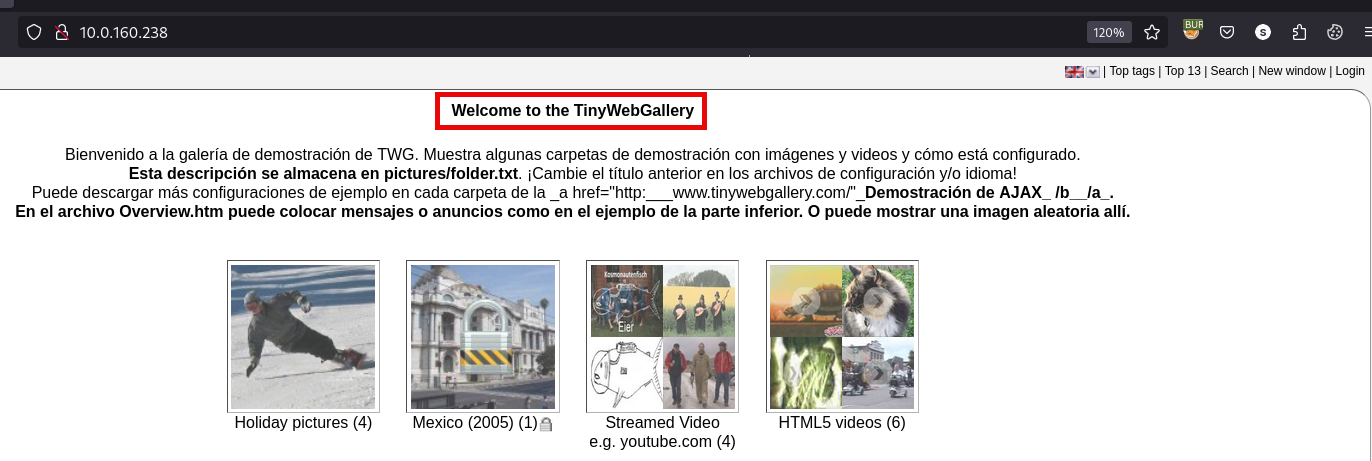 10.0.160.238
120%
BUR
S
| Top tags | Top 13 | Search | New window | Login
Welcome to the TinyWebGallery
Bienvenido a la galería de demostración de TWG. Muestra algunas carpetas de demostración con imágenes y videos y cómo está configurado.
Esta descripción se almacena en pictures/folder.txt. ¡Cambie el título anterior en los archivos de configuración y/o idioma!
Puede descargar más configuraciones de ejemplo en cada carpeta de la _a href="http:___www.tinywebgallery.com/"_Demostración de AJAX_ /b__/a_.
En el archivo Overview.htm puede colocar mensajes o anuncios como en el ejemplo de la parte inferior. O puede mostrar una imagen aleatoria allí.
Kosmonautenfisch
Eier
Holiday pictures (4)
Mexico (2005) (1)
Streamed Video
e.g. youtube.com (4)
HTML5 videos (6)